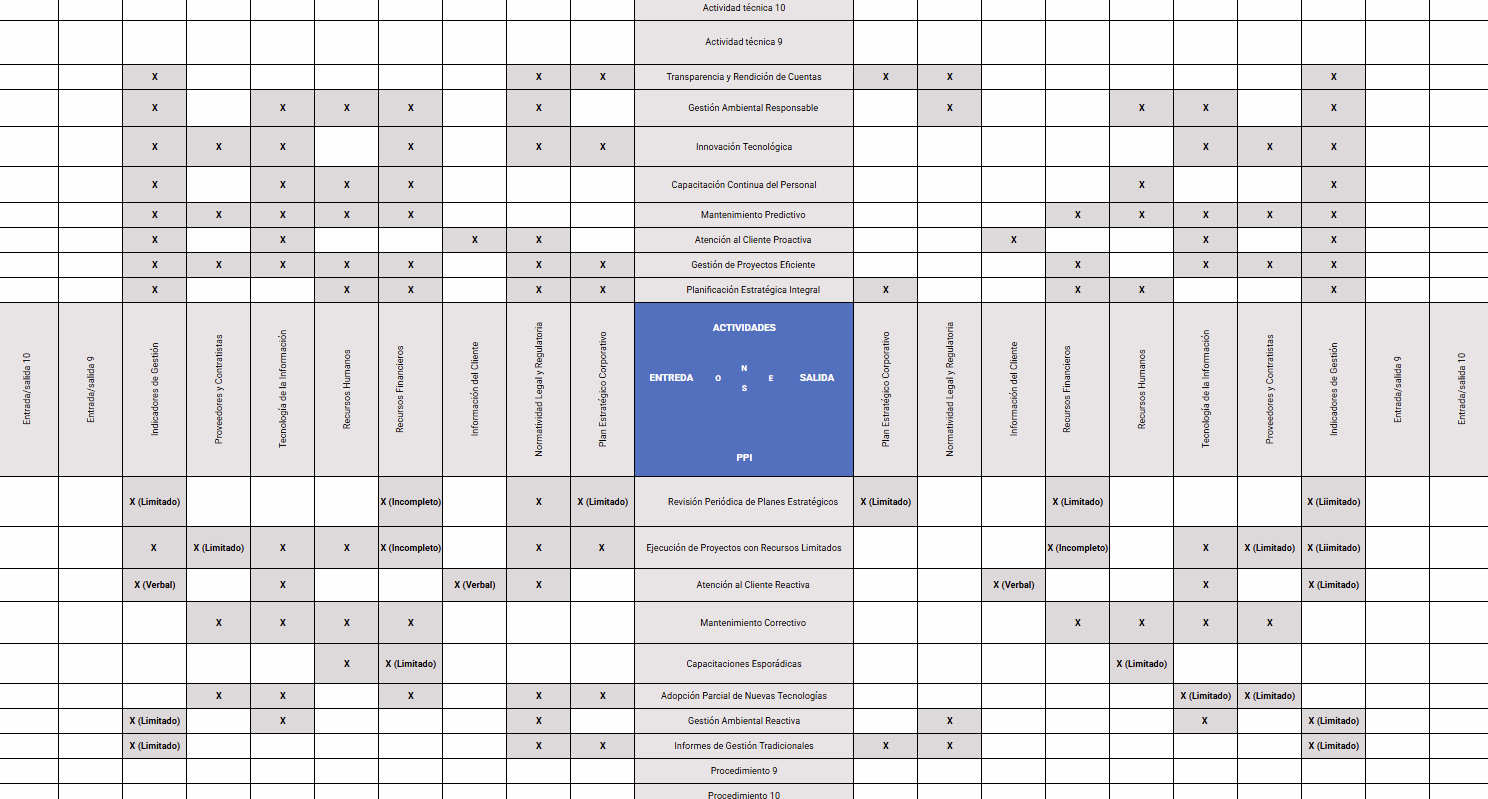 Actividad técnica 10
Actividad técnica 9
X X X Transparencia y Rendición de Cuentas X X X
X X X X X Gestión Ambiental Responsable X X X X
X X X X X X Innovación Tecnológica X X X
X X X X Capacitación Continua del Personal X X
X X X X X Mantenimiento Predictivo X X X X X
X X X X Atención al Cliente Proactiva X X X
X X X X X X X Gestión de Proyectos Eficiente X X X X
X X X X X Planificación Estratégica Integral X X X X
Entrada/salida 10
Entrada/salida 9
Indicadores de Gestión
Proveedores y Contratistas
Tecnología de la Información
Recursos Humanos
Recursos Financieros
Información del Cliente
Normatividad Legal y Regulatoria
Plan Estratégico Corporativo
ACTIVIDADES
N
ENTREDA O E SALIDA
S
PPI
Plan Estratégico Corporativo
Normatividad Legal y Regulatoria
Información del Cliente
Recursos Financieros
Recursos Humanos
Tecnología de la Información
Proveedores y Contratistas
Indicadores de Gestión
Entrada/salida 9
Entrada/salida 10
X (Limitado) X (Incompleto) X X (Limitado) Revisión Periódica de Planes Estratégicos X (Limitado) X (Limitado) X (Liimitado)
X X (Limitado) X X X (Incompleto) X X Ejecución de Proyectos con Recursos Limitados X (Incompleto) X X (Limitado) X (Liimitado)
X (Verbal) X X (Verbal) X Atención al Cliente Reactiva X (Verbal) X X (Limitado)
X X X X Mantenimiento Correctivo X X X X
X X (Limitado) Capacitaciones Esporádicas X (Limitado)
X X X X X Adopción Parcial de Nuevas Tecnologías X (Limitado) X (Limitado)
X (Limitado) X X Gestión Ambiental Reactiva X X X (Limitado)
X (Limitado) X X Informes de Gestión Tradicionales X X X (Limitado)
Procedimiento 9
Procedimiento 10